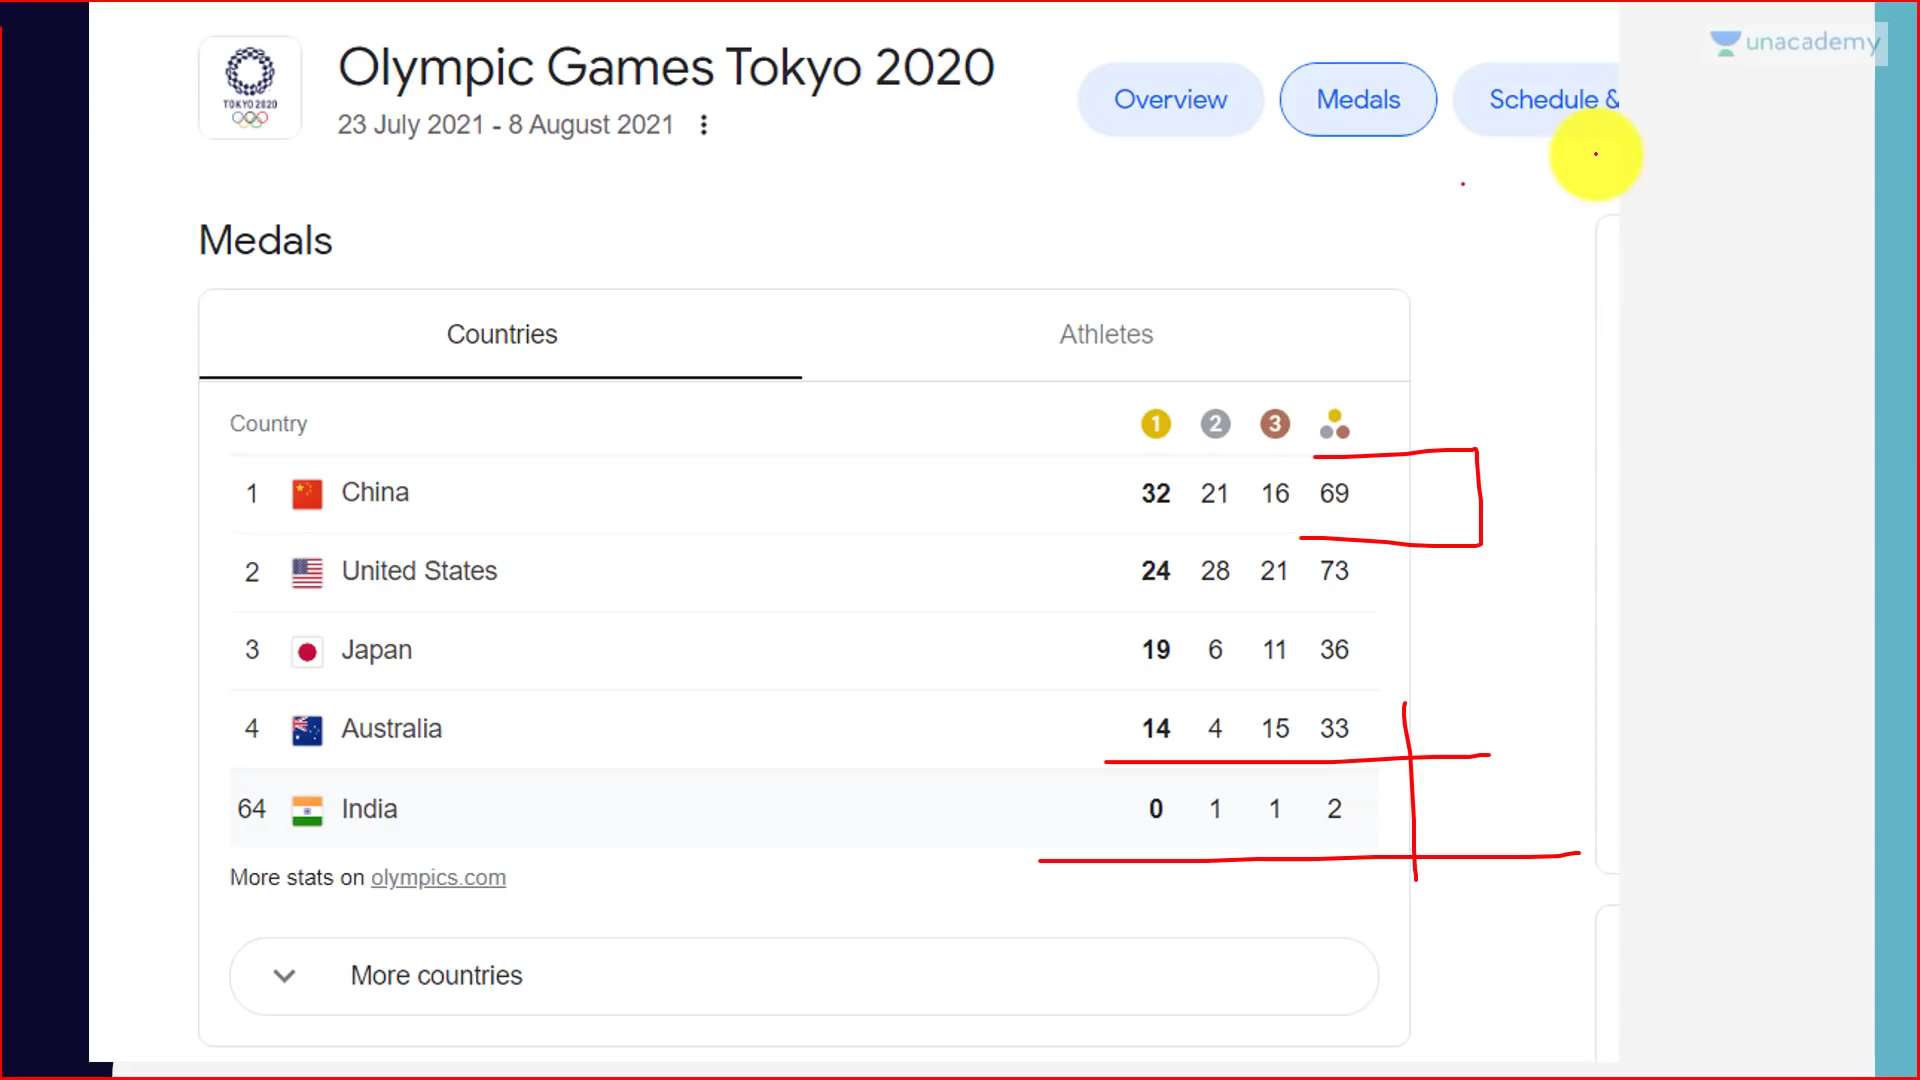 unacademy
Olympic Games Tokyo 2020
TOKYO 2020
23 July 2021 - 8 August 2021
Overview
Medals
Schedule &
Medals
Countries Athletes
Country 1 2 3
1 China 32 21 16 69
2 United States 24 28 21 73
3 Japan 19 6 11 36
4 Australia 14 4 15 33
64 India 0 1 1 2
More stats on olympics.com
More countries